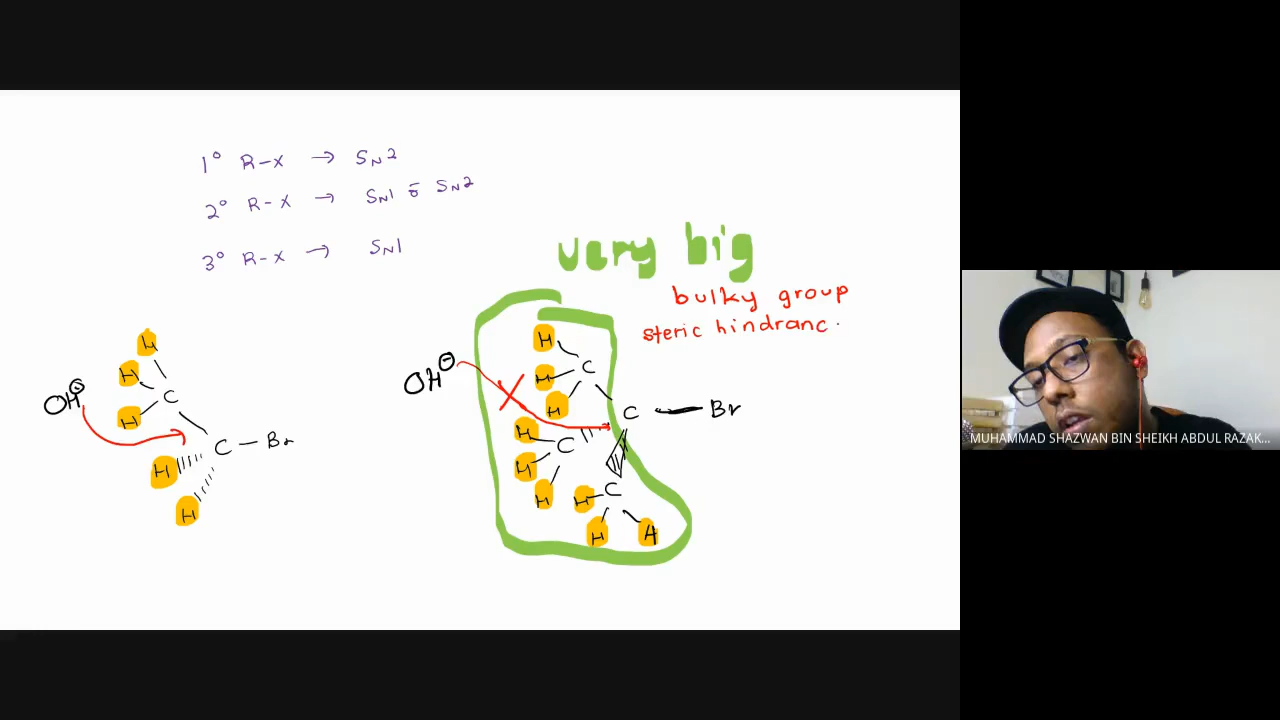 1° R-X → SN2
2° R-X → SN1 ō SN2
3° R-X → SN1
very big
bulky group
steric hindranc
H
H
C
H
OH⊖
C - Br
H
H
H
C
H
H
OH⊖
C - Br
H
C
H
H
C
H
H
H
MUHAMMAD SHAZWAN BIN SHEIKH ABDUL RAZAK...